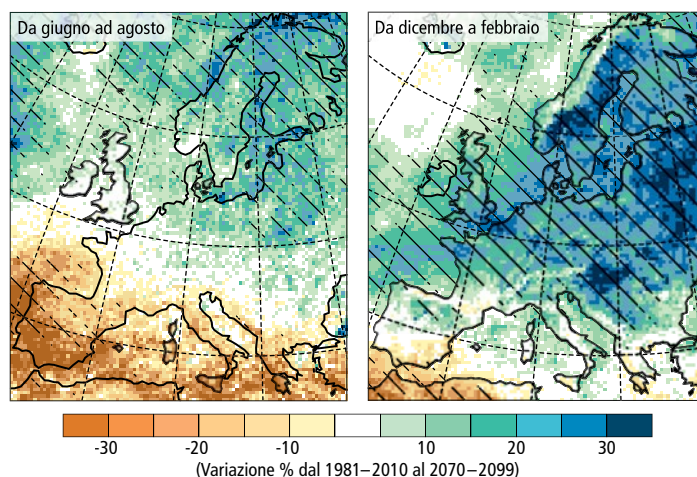 Da giugno ad agosto
Da dicembre a febbraio
-30 -20 -10 10 20 30
(Variazione % dal 1981–2010 al 2070–2099)